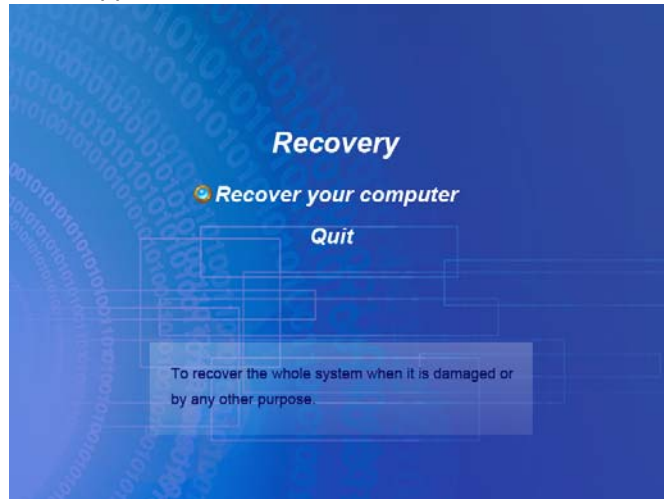 Recovery
Recover your computer
Quit
To recover the whole system when it is damaged or
by any other purpose.